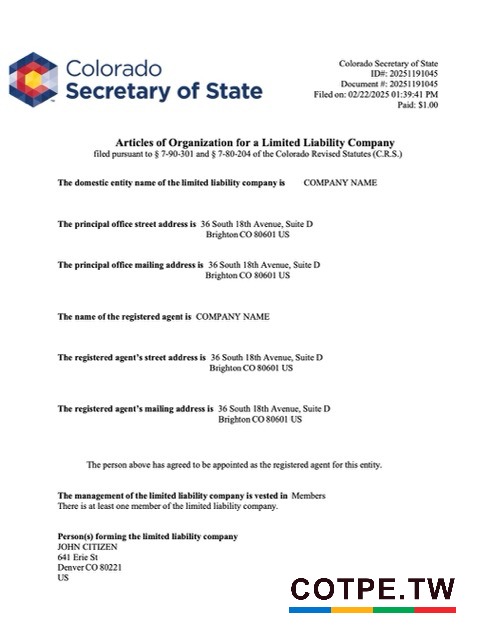 Colorado
Secretary of State
Colorado Secretary of State
ID#: 20251191045
Document #: 20251191045
Filed on: 02/22/2025 01:39:41 PM
Paid: $1.00
Articles of Organization for a Limited Liability Company
filed pursuant to § 7-90-301 and § 7-80-204 of the Colorado Revised Statutes (C.R.S.)
The domestic entity name of the limited liability company is COMPANY NAME
The principal office street address is 36 South 18th Avenue, Suite D
Brighton CO 80601 US
The principal office mailing address is 36 South 18th Avenue, Suite D
Brighton CO 80601 US
The name of the registered agent is COMPANY NAME
The registered agent's street address is 36 South 18th Avenue, Suite D
Brighton CO 80601 US
The registered agent's mailing address is 36 South 18th Avenue, Suite D
Brighton CO 80601 US
The person above has agreed to be appointed as the registered agent for this entity.
The management of the limited liability company is vested in Members
There is at least one member of the limited liability company.
Person(s) forming the limited liability company
JOHN CITIZEN
641 Erie St
Denver CO 80221
US
COTPE.TW